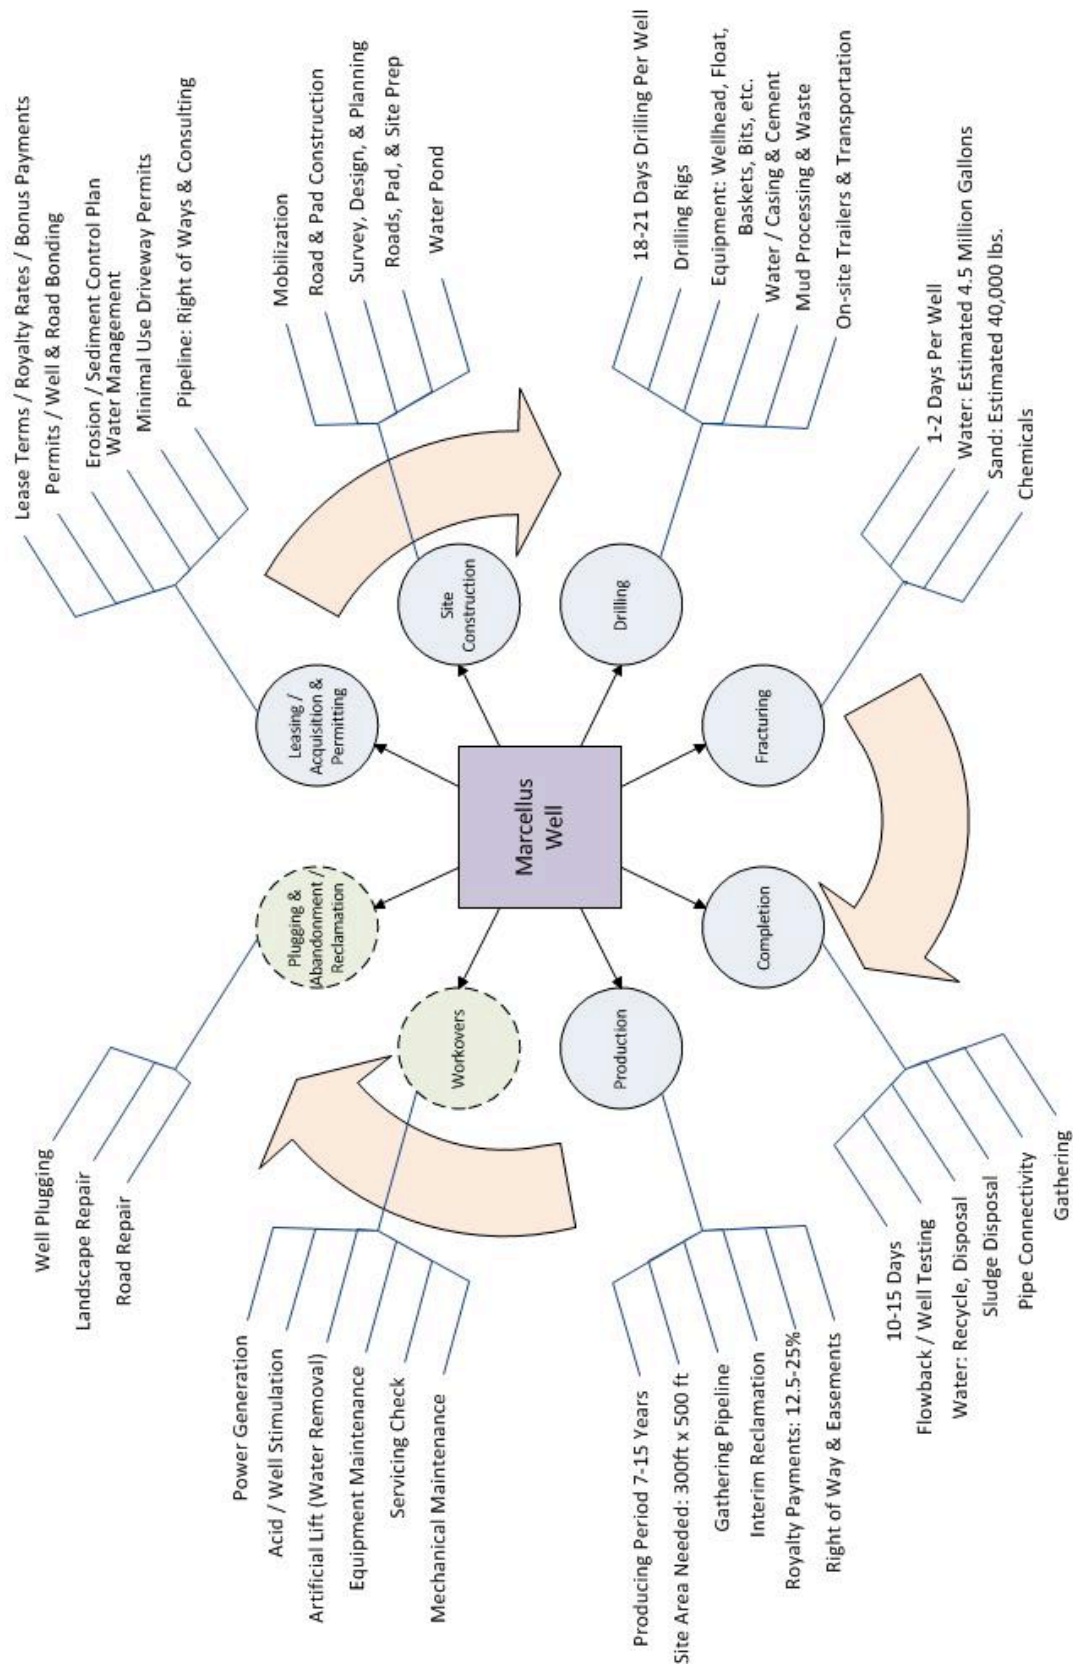 Marcellus
Well
Leasing /
Acquisition &
Permitting
Lease Terms / Royalty Rates / Bonus Payments
Permits / Well & Road Bonding
Erosion / Sediment Control Plan
Water Management
Minimal Use Driveway Permits
Pipeline: Right of Ways & Consulting
Site
Construction
Mobilization
Road & Pad Construction
Survey, Design, & Planning
Roads, Pad, & Site Prep
Water Pond
Drilling
18-21 Days Drilling Per Well
Drilling Rigs
Equipment: Wellhead, Float,
Baskets, Bits, etc.
Water / Casing & Cement
Mud Processing & Waste
On-site Trailers & Transportation
Fracturing
1-2 Days Per Well
Water: Estimated 4.5 Million Gallons
Sand: Estimated 40,000 lbs.
Chemicals
Completion
10-15 Days
Flowback / Well Testing
Water: Recycle, Disposal
Sludge Disposal
Pipe Connectivity
Gathering
Production
Producing Period 7-15 Years
Site Area Needed: 300ft x 500 ft
Gathering Pipeline
Interim Reclamation
Royalty Payments: 12.5-25%
Right of Way & Easements
Workovers
Power Generation
Acid / Well Stimulation
Artificial Lift (Water Removal)
Equipment Maintenance
Servicing Check
Mechanical Maintenance
Plugging &
Abandonment /
Reclamation
Well Plugging
Landscape Repair
Road Repair